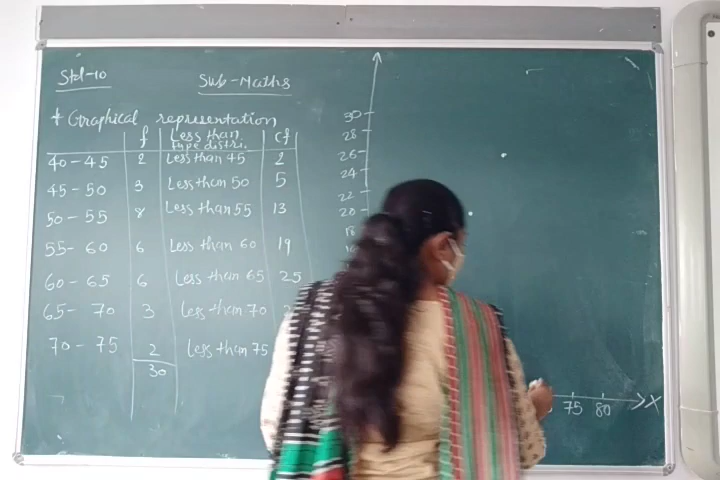 Std-10
Sub-Maths
* Graphical representation
f Less than type distri. cf
40-45 2 Less than 45 2
45-50 3 Less than 50 5
50-55 8 Less than 55 13
55-60 6 Less than 60 19
60-65 6 Less than 65 25
65-70 3 Less than 70
70-75 2 Less than 75
30
30
28
26
24
22
20
75 80 X